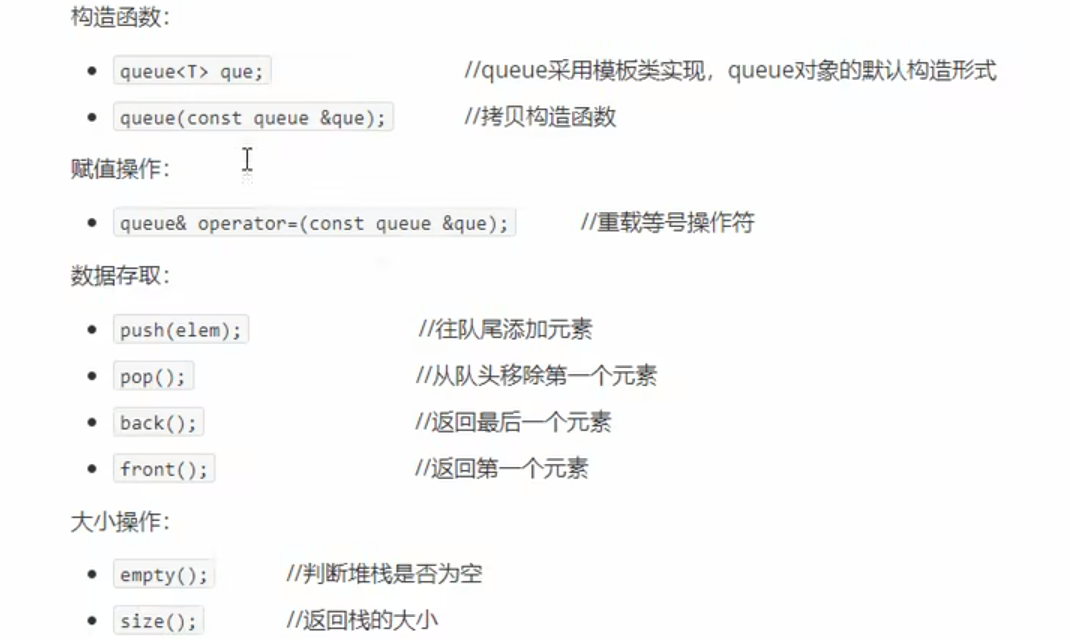 构造函数：
queue<T> que; //queue采用模板类实现，queue对象的默认构造形式
queue(const queue &que); //拷贝构造函数
赋值操作：
queue& operator=(const queue &que); //重载等号操作符
数据存取：
push(elem); //往队尾添加元素
pop(); //从队头移除第一个元素
back(); //返回最后一个元素
front(); //返回第一个元素
大小操作：
empty(); //判断堆栈是否为空
size(); //返回栈的大小